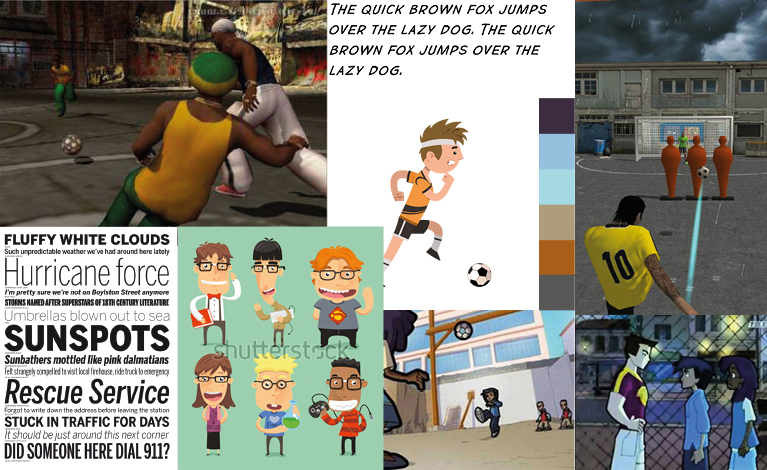 THE QUICK BROWN FOX JUMPS
OVER THE LAZY DOG. THE QUICK
BROWN FOX JUMPS OVER THE
LAZY DOG.
10
FLUFFY WHITE CLOUDS
Such unpredictable weather we've had around here lately
Hurricane force
I'm pretty sure we're not on Boylston Street anymore
STORMS NAMED AFTER SUPERSTARS OF 18TH CENTURY LITERATURE
Umbrellas blown out to sea
SUNSPOTS
Sunbathers mottled like pink dalmatians
felt strangely compelled to visit local firehouse, ride truck to emergency
Rescue Service
Forgot to write down the address before leaving the station
STUCK IN TRAFFIC FOR DAYS
It should be just around this next corner
DID SOMEONE HERE DIAL 911?
shutterstock